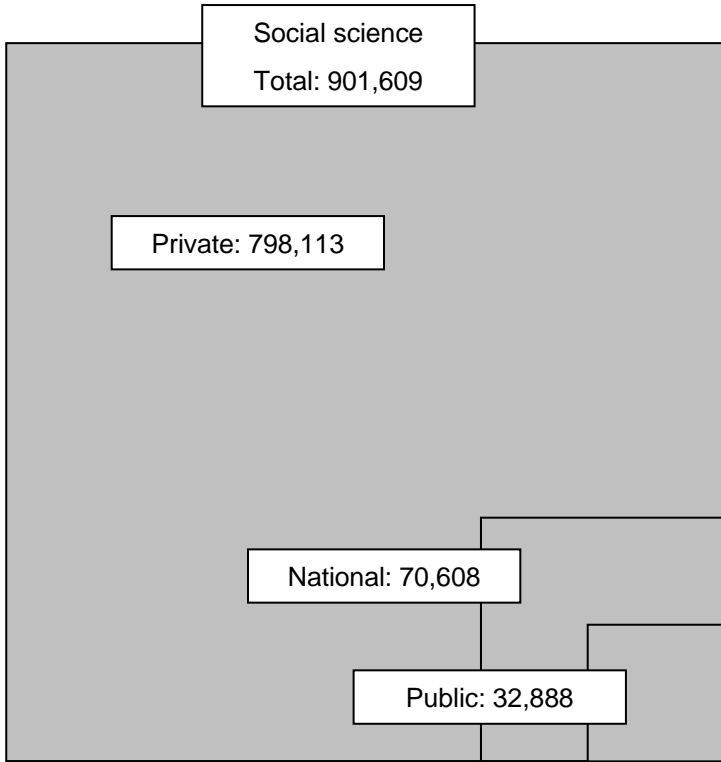 Social science
Total: 901,609
Private: 798,113
National: 70,608
Public: 32,888